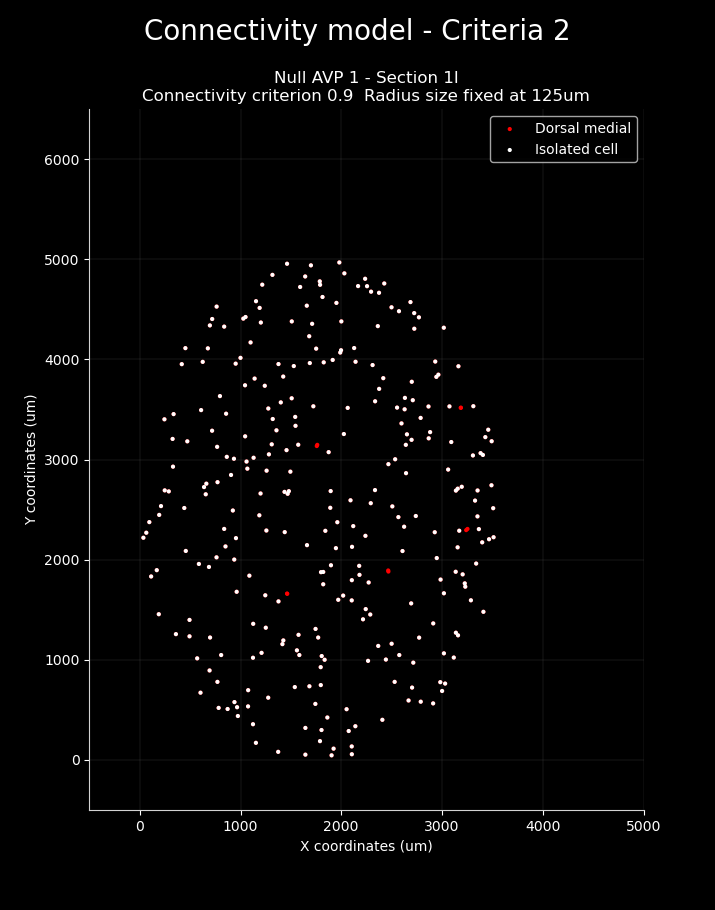 Connectivity model - Criteria 2
Null AVP 1 - Section 1l
Connectivity criterion 0.9  Radius size fixed at 125um
Dorsal medial
Isolated cell
6000
5000
4000
3000
2000
1000
0
Y coordinates (um)
0 1000 2000 3000 4000 5000
X coordinates (um)